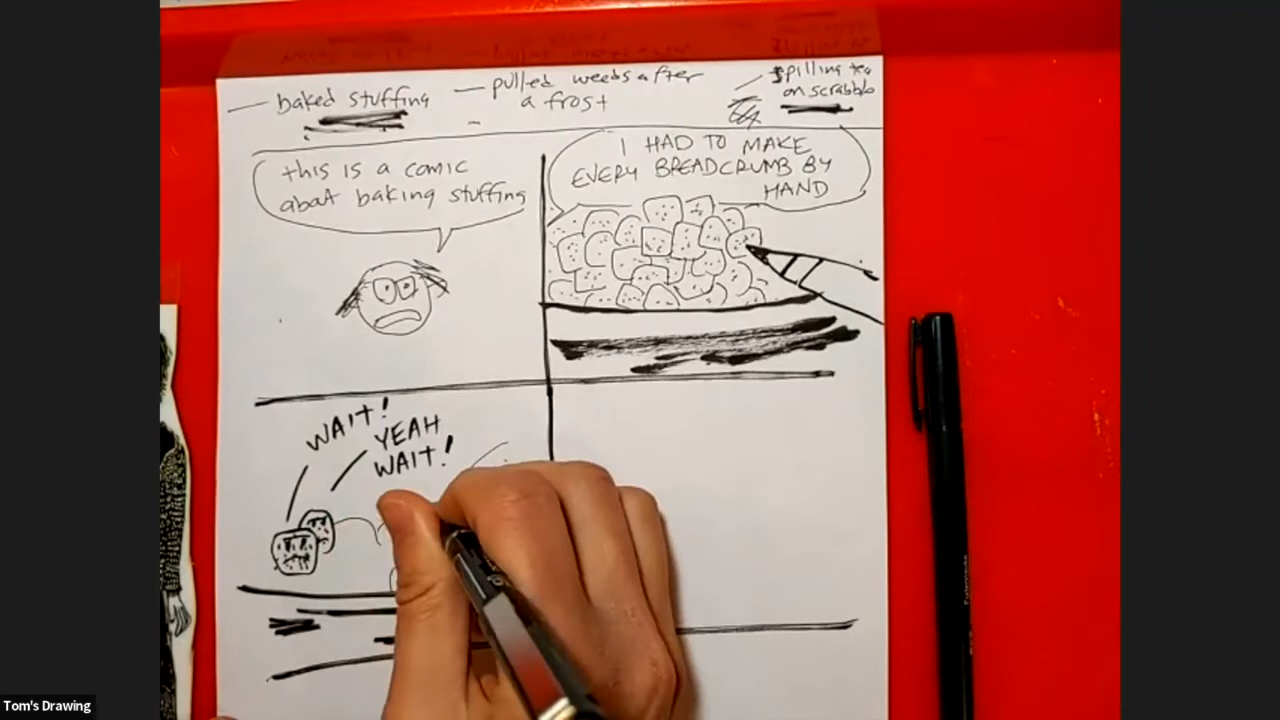 baked stuffing
pulled weeds after
a frost
spilling tea
on scrabble
this is a comic
about baking stuffing
I HAD TO MAKE
EVERY BREADCRUMB BY
HAND
WAIT!
YEAH
WAIT!
Tom's Drawing